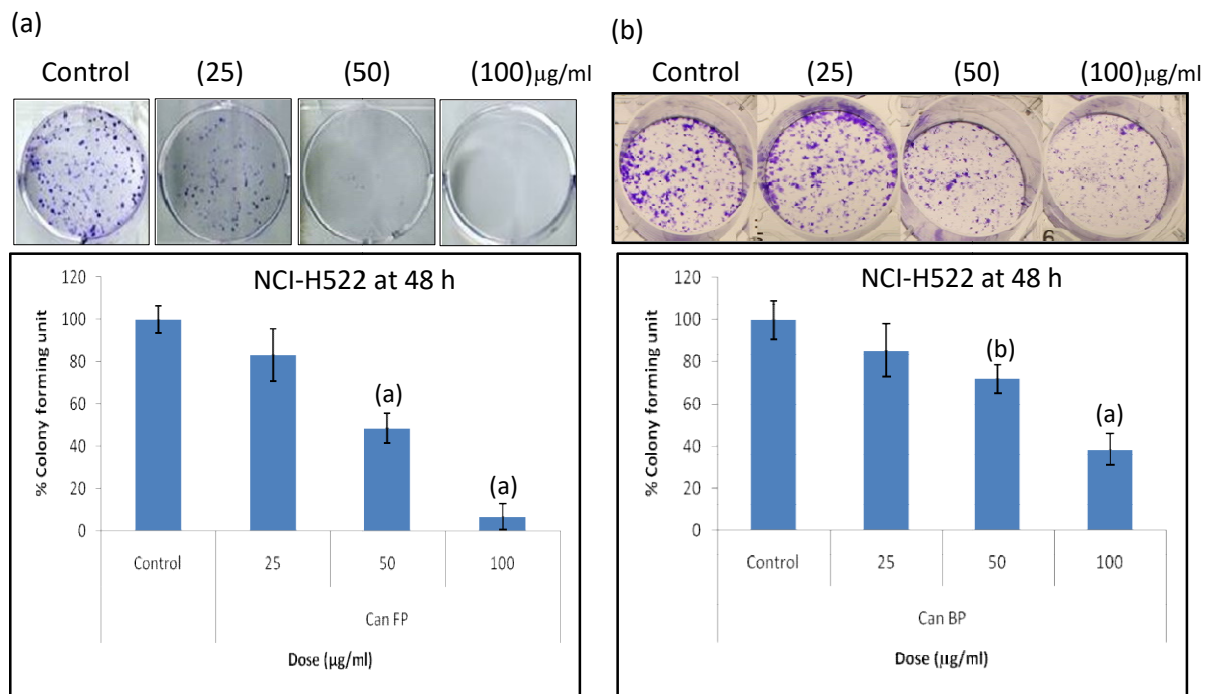 (a)
Control (25) (50) (100)μg/ml
NCI-H522 at 48 h
% Colony forming unit
120
100
80
60
40
20
0
(a)
(a)
Control 25 50 100
Can FP
Dose (μg/ml)
(b)
Control (25) (50) (100)μg/ml
6
NCI-H522 at 48 h
% Colony forming unit
120
100
80
60
40
20
0
(b)
(a)
Control 25 50 100
Can BP
Dose (μg/ml)